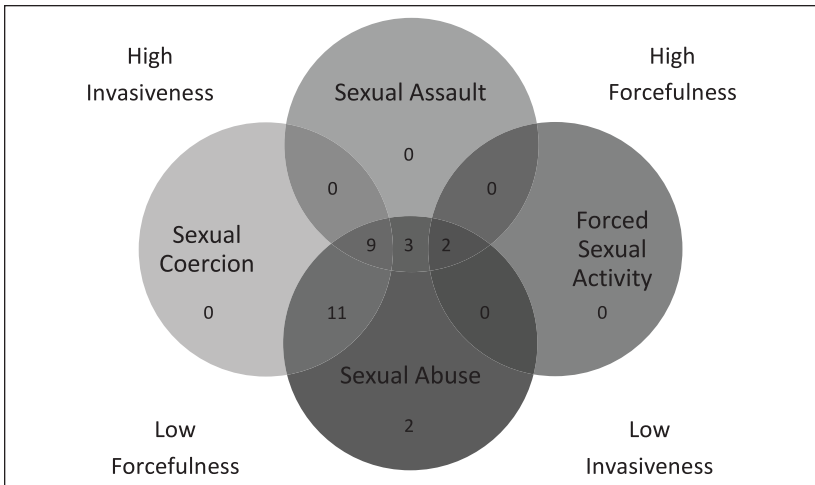 High
Invasiveness
High
Forcefulness
Sexual Assault
0
0
0
Sexual
Coercion
Forced
Sexual
Activity
9 3 2
0
11
0
0
Sexual Abuse
2
Low
Forcefulness
Low
Invasiveness